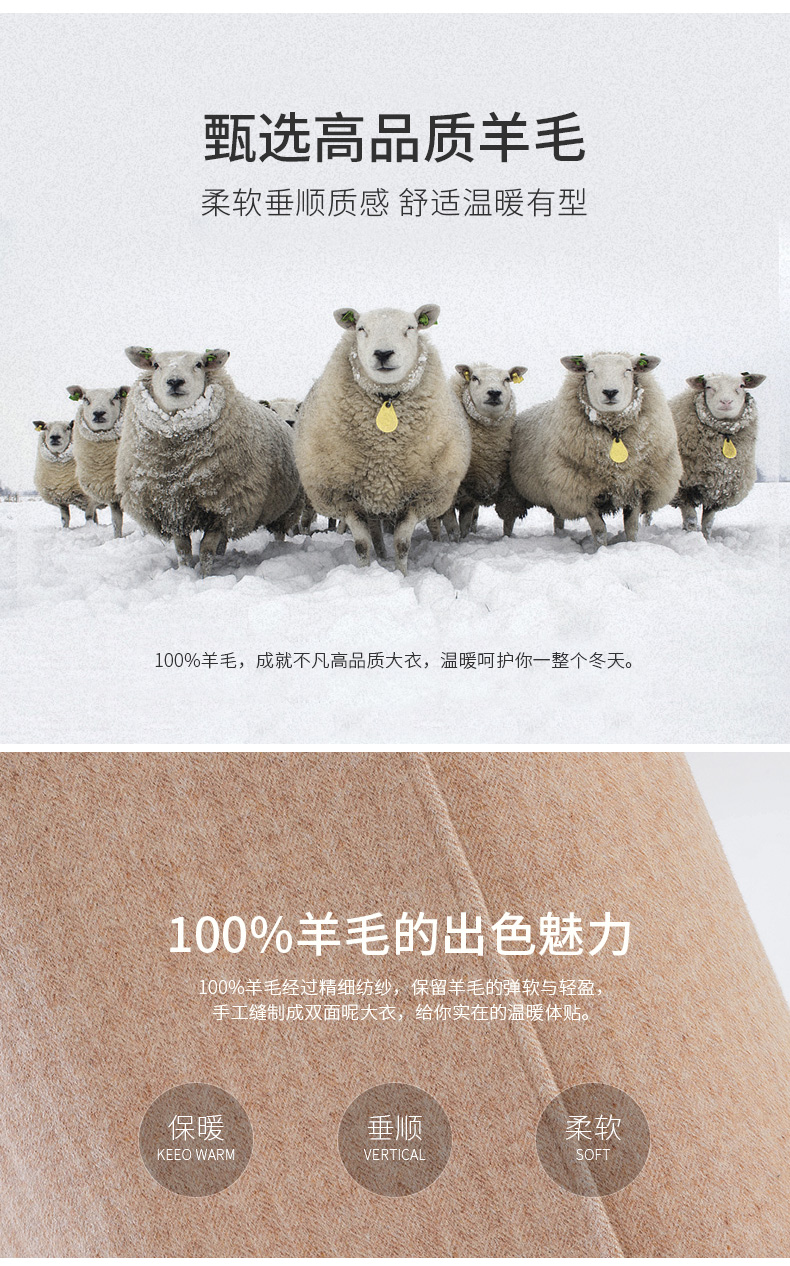 甄选高品质羊毛
柔软垂顺质感 舒适温暖有型
100%羊毛，成就不凡高品质大衣，温暖呵护你一整个冬天。
100%羊毛的出色魅力
100%羊毛经过精细纺纱，保留羊毛的弹软与轻盈，
手工缝制成双面呢大衣，给你实在的温暖体贴。
保暖
KEEO WARM
垂顺
VERTICAL
柔软
SOFT